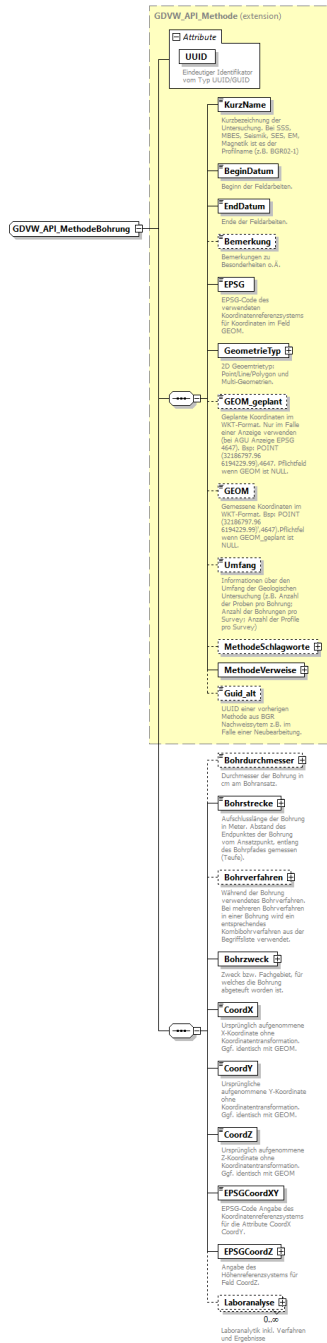 GDVW_API_Methode (extension)
Attribute
UUID
Eindeutiger Identifikator
vom Typ UUID/GUID
KurzName
Kurzbezeichnung der
Untersuchung. Bei SSS,
MBES, Seismik, SES, EM,
Magnetik ist es der
Profilname (z.B. BGR02-1)
BeginDatum
Beginn der Feldarbeiten.
EndDatum
Ende der Feldarbeiten.
GDVW_API_MethodeBohrung
Bemerkung
Bemerkungen zu
Besonderheiten o.Ä.
EPSG
EPSG-Code des
verwendeten
Koordinatenreferenzsystems
für Koordinaten im Feld
GEOM.
GeometrieTyp
2D Geoemtrietyp:
Point/Line/Polygon und
Multi-Geometrien.
GEOM_geplant
Geplante Koordinaten im
WKT-Format. Nur im Falle
einer Anzeige verwenden
(bei AGU Anzeige EPSG
4647). Bsp: POINT
(32186797.96
6194229.99),4647. Pflichtfeld
wenn GEOM ist NULL.
GEOM
Gemessene Koordinaten im
WKT-Format. Bsp: POINT
(32186797.96
6194229.99),4647).Pflichtfeld
wenn GEOM_geplant ist
NULL.
Umfang
Informationen über den
Umfang der Geologischen
Untersuchung (z.B. Anzahl
der Proben pro Bohrung;
Anzahl der Bohrungen pro
Survey; Anzahl der Profile
pro Survey)
MethodeSchlagworte
MethodeVerweise
Guid_alt
UUID einer vorherigen
Methode aus BGR
Nachweissytem z.B. im
Falle einer Neubearbeitung.
Bohrdurchmesser
Durchmesser der Bohrung in
cm am Bohransatz.
Bohrstrecke
Aufschlusslänge der Bohrung
in Meter. Abstand des
Endpunktes der Bohrung
vom Ansatzpunkt, entlang
des Bohrpfades gemessen
(Teufe).
Bohrverfahren
Während der Bohrung
verwendetes Bohrverfahren.
Bei mehreren Bohrverfahren
in einer Bohrung wird ein
entsprechendes
Kombibohrverfahren aus der
Begriffsliste verwendet.
Bohrzweck
Zweck bzw. Fachgebiet, für
welches die Bohrung
abgeteuft worden ist.
CoordX
Ursprünglich aufgenommene
X-Koordinate ohne
Koordinatentransformation.
Ggf. identisch mit GEOM.
CoordY
Ursprüngliche
aufgenommene Y-Koordinate
ohne
Koordinatentransformation.
Ggf. identisch mit GEOM.
CoordZ
Ursprünglich aufgenommene
Z-Koordinate ohne
Koordinatentransformation.
Ggf. identisch mit GEOM
EPSGCoordXY
EPSG-Code Angabe des
Koordinatenreferenzsystems
für die Attribute CoordX
CoordY.
EPSGCoordZ
Angabe des
Höhenreferenzsystems für
Feld CoordZ.
Laboranalyse
0..∞
Laboranalytik inkl. Verfahren
und Ergebnisse